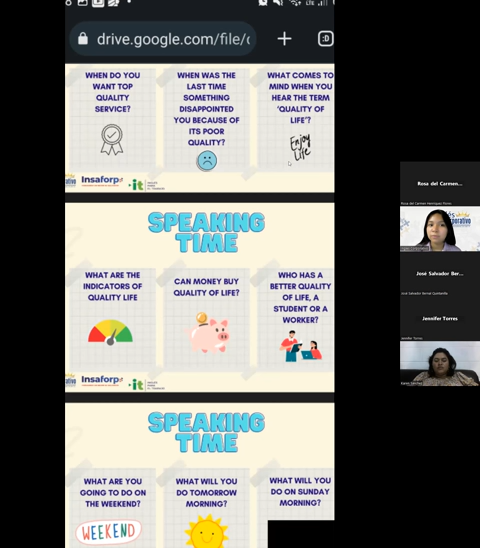 drive.google.com/file/
:D
WHEN DO YOU
WANT TOP
QUALITY
SERVICE?
WHEN WAS THE
LAST TIME
SOMETHING
DISAPPOINTED
YOU BECAUSE OF
ITS POOR
QUALITY?
WHAT COMES TO
MIND WHEN YOU
HEAR THE TERM
'QUALITY OF
LIFE'?
Enjoy
Life
Insaforp
it
SPEAKING
TIME
WHAT ARE THE
INDICATORS OF
QUALITY LIFE
CAN MONEY BUY
QUALITY OF LIFE?
WHO HAS A
BETTER QUALITY
OF LIFE, A
STUDENT OR A
WORKER?
Insaforp
it
SPEAKING
TIME
WHAT ARE YOU
GOING TO DO ON
THE WEEKEND?
WEEKEND
WHAT WILL YOU
DO TOMORROW
MORNING?
WHAT WILL YOU
DO ON SUNDAY
MORNING?
Rosa del Carmen...
José Salvador Ber...
Jennifer Torres
Jennifer Torres